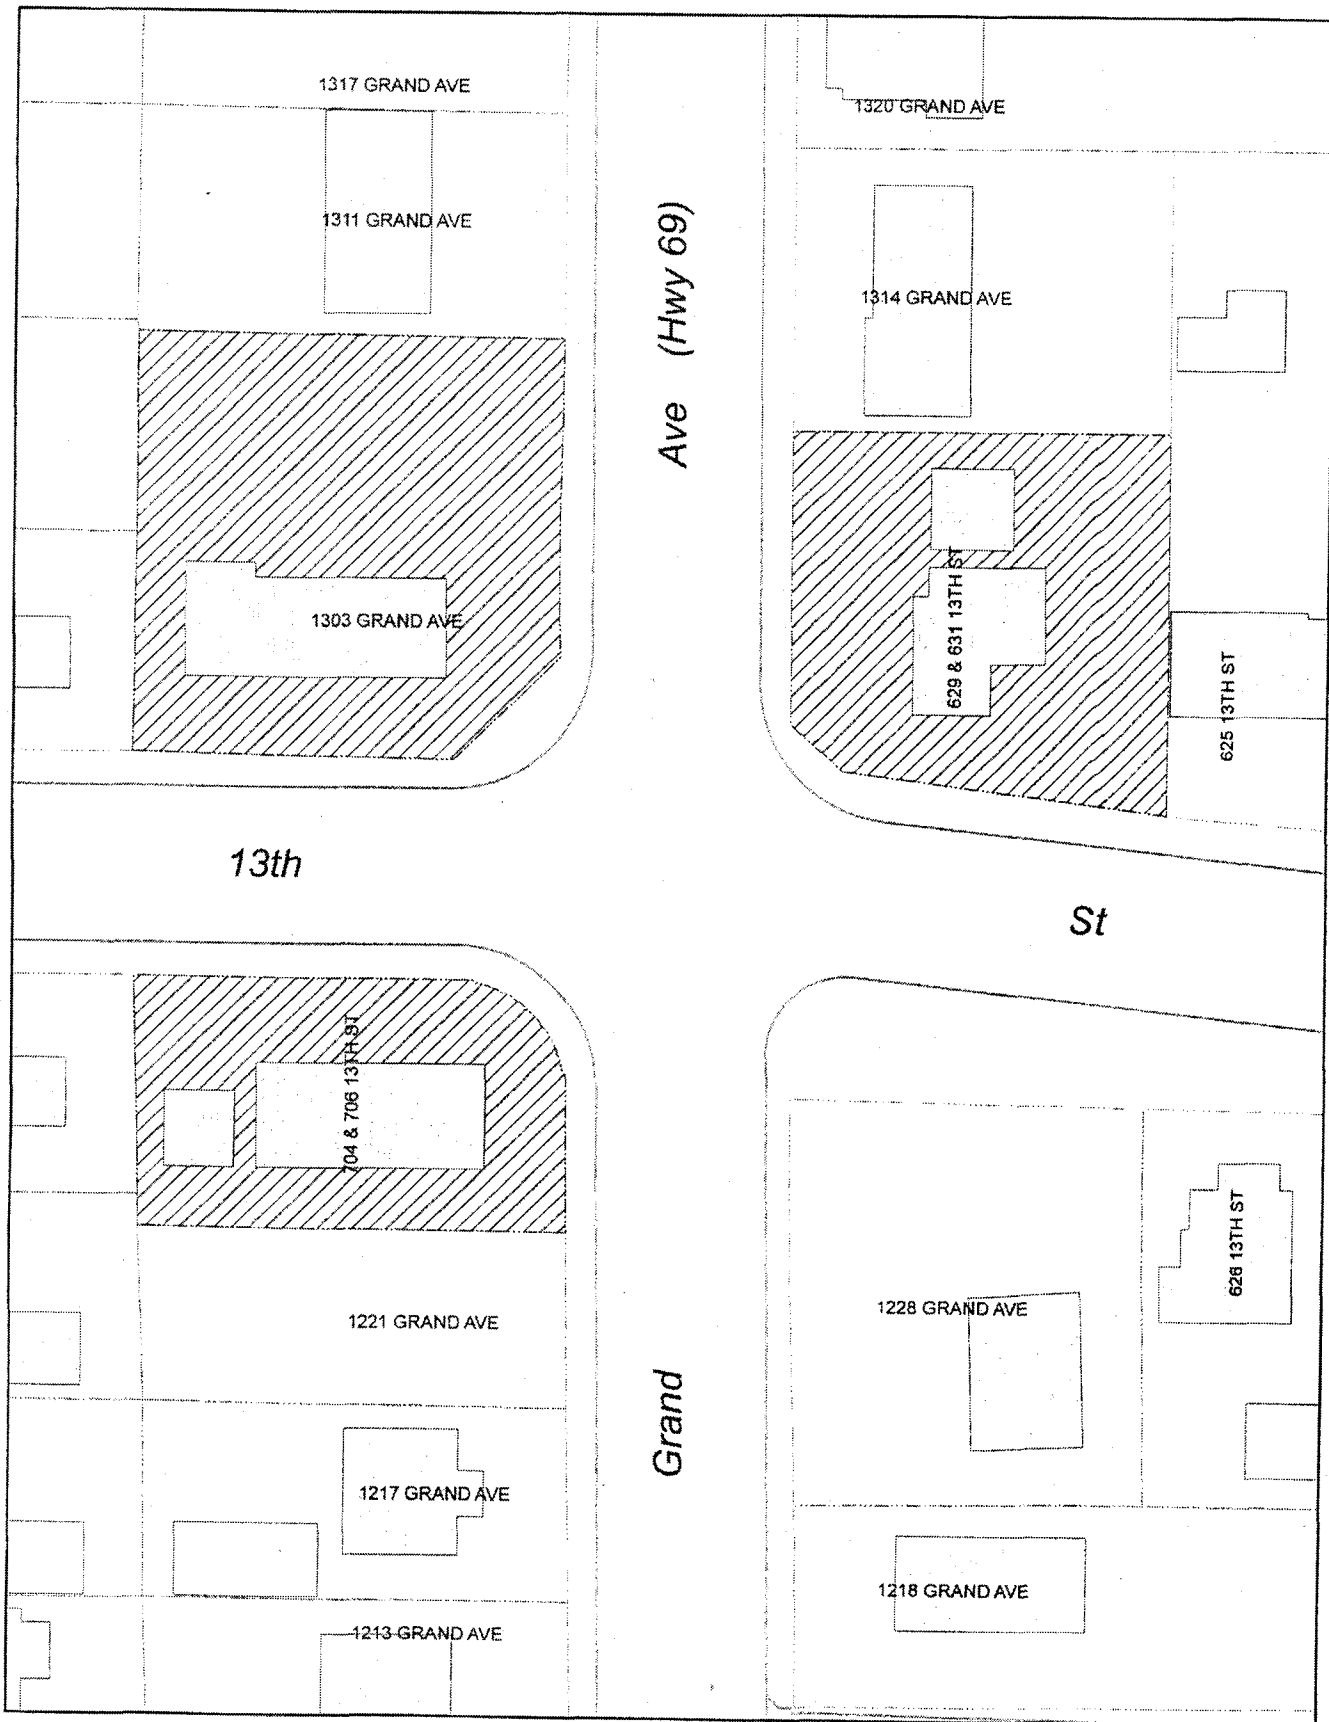 1317 GRAND AVE
1320 GRAND AVE
1311 GRAND AVE
1314 GRAND AVE
Ave (Hwy 69)
1303 GRAND AVE
629 & 631 13TH ST
625 13TH ST
13th
St
704 & 706 13TH ST
626 13TH ST
1221 GRAND AVE
1228 GRAND AVE
Grand
1217 GRAND AVE
1218 GRAND AVE
1213 GRAND AVE